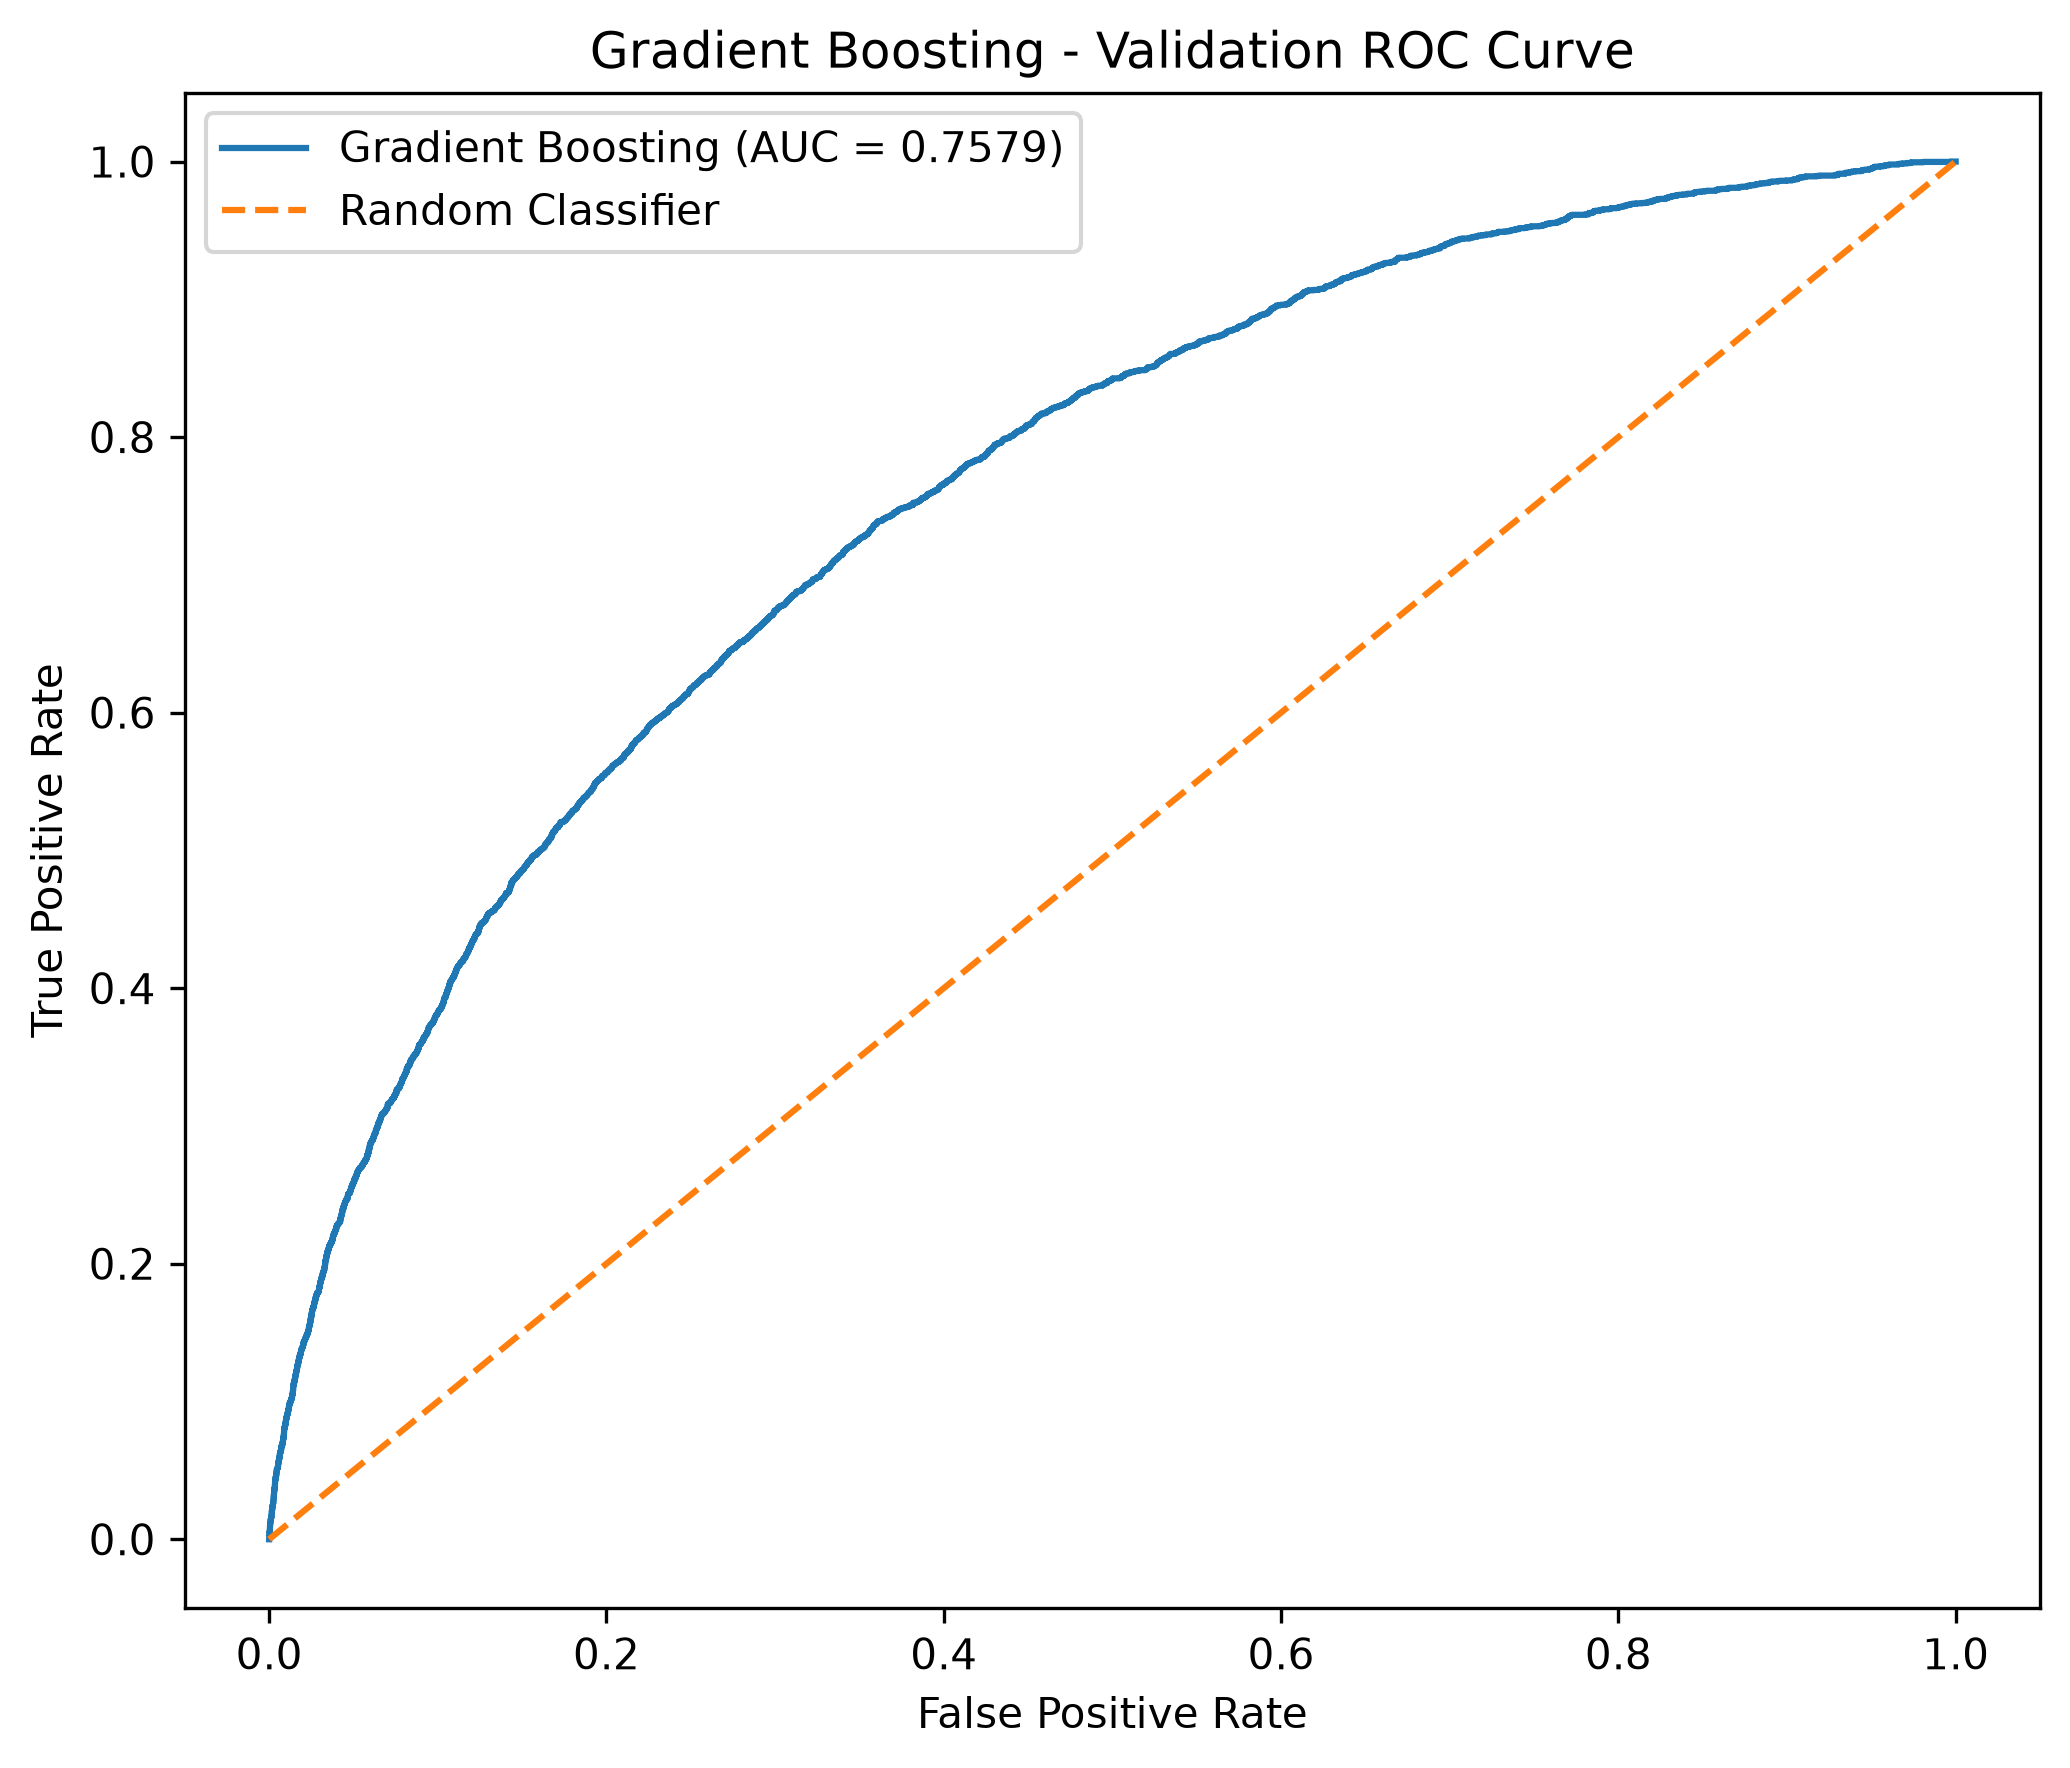 Gradient Boosting - Validation ROC Curve
Gradient Boosting (AUC = 0.7579)
Random Classifier
1.0
0.8
0.6
0.4
0.2
0.0
True Positive Rate
0.0 0.2 0.4 0.6 0.8 1.0
False Positive Rate